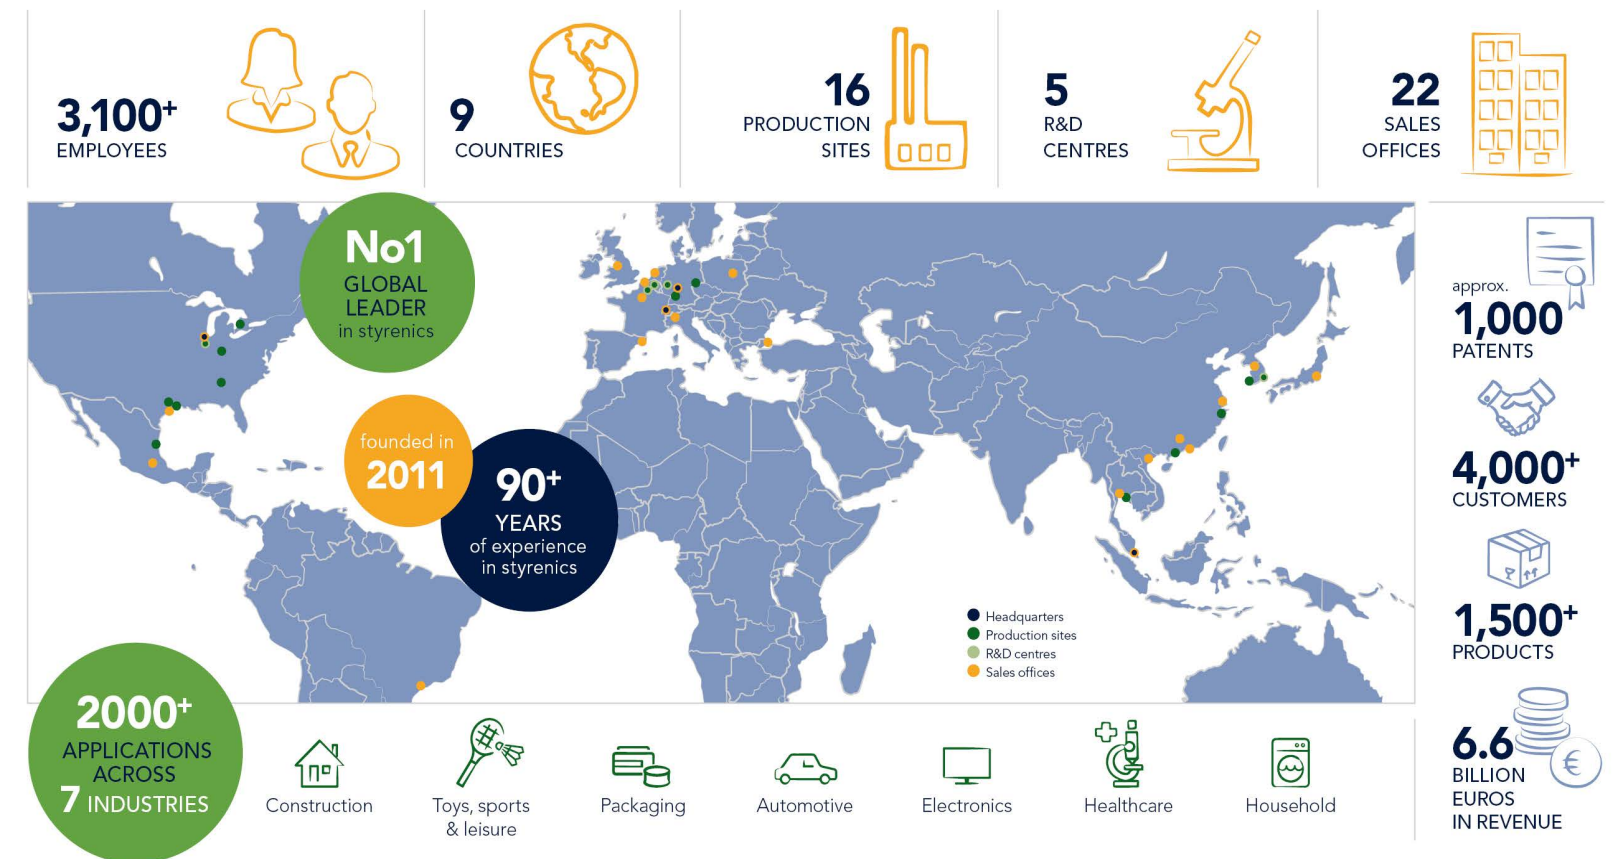 3,100+
EMPLOYEES
9
COUNTRIES
16
PRODUCTION
SITES
5
R&D
CENTRES
22
SALES
OFFICES
No1
GLOBAL
LEADER
in styrenics
founded in
2011
90+
YEARS
of experience
in styrenics
Headquarters
Production sites
R&D centres
Sales offices
approx.
1,000
PATENTS
4,000+
CUSTOMERS
1,500+
PRODUCTS
6.6
€
BILLION
EUROS
IN REVENUE
2000+
APPLICATIONS
ACROSS
7 INDUSTRIES
Construction
Toys, sports
& leisure
Packaging
Automotive
Electronics
Healthcare
Household